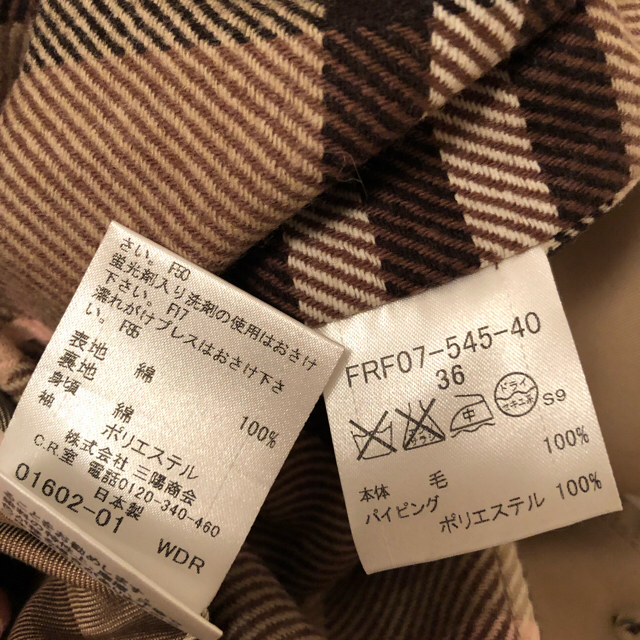 さい。F50
蛍光剤入り洗剤の使用はおさけ
下さい。F17
濡れがけプレスはおさけ下さ
い。F65
表地 綿 100%
裏地
身頃 綿
袖 ポリエステル
株式会社 三陽商会
C.R.室 電話0120-340-460
日本製
01602-01 WDR
FRF07-545-40
36
中 ドライ S9
本体 毛 100%
パイピング
ポリエステル 100%